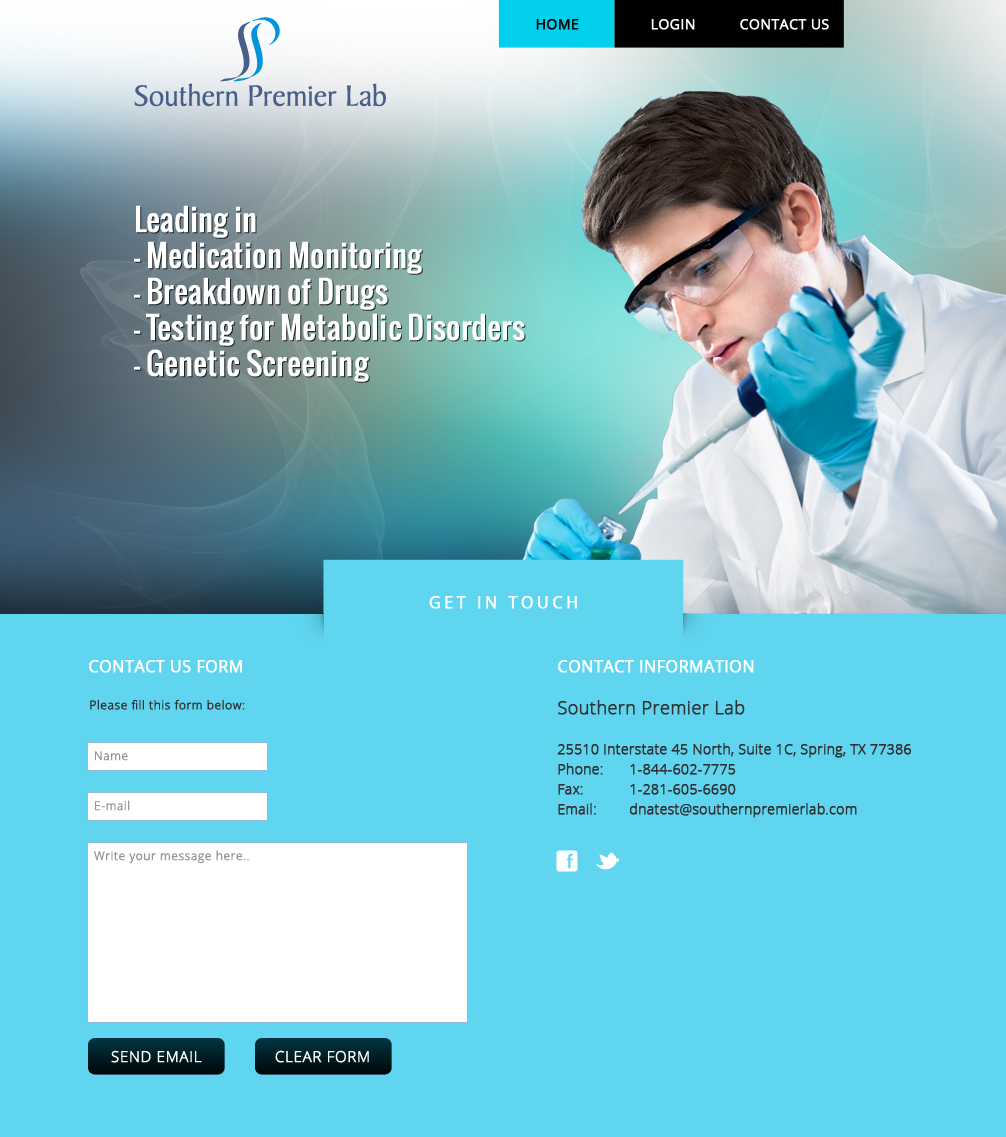 HOME
LOGIN
CONTACT US
Southern Premier Lab
Leading in
- Medication Monitoring
- Breakdown of Drugs
- Testing for Metabolic Disorders
- Genetic Screening
GET IN TOUCH
CONTACT US FORM
Please fill this form below:
Name
E-mail
Write your message here..
SEND EMAIL
CLEAR FORM
CONTACT INFORMATION
Southern Premier Lab
25510 Interstate 45 North, Suite 1C, Spring, TX 77386
Phone: 1-844-602-7775
Fax: 1-281-605-6690
Email: dnatest@southernpremierlab.com
f